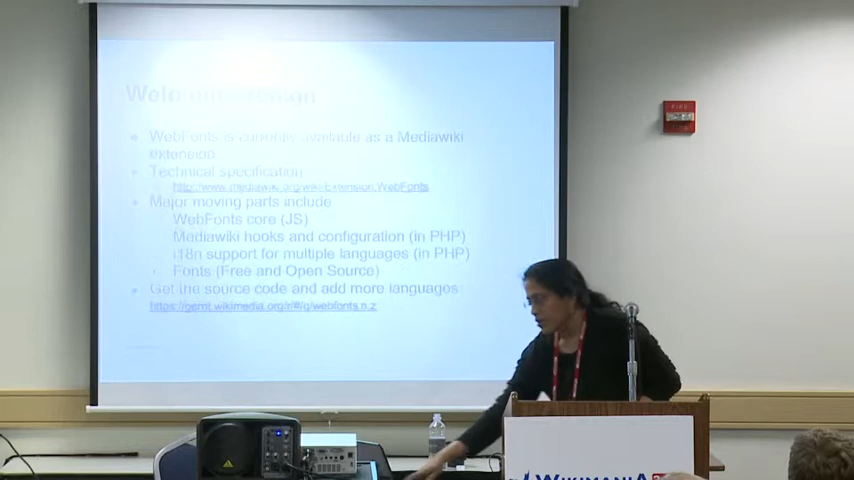 WebFonts is currently available as a Mediawiki
extension
Technical specification
http://www.mediawiki.org/wiki/Extension:WebFonts
Major moving parts include
WebFonts core (JS)
Mediawiki hooks and configuration (in PHP)
i18n support for multiple languages (in PHP)
Fonts (Free and Open Source)
Get the source code and add more languages
FIRE
WIKIMANIA